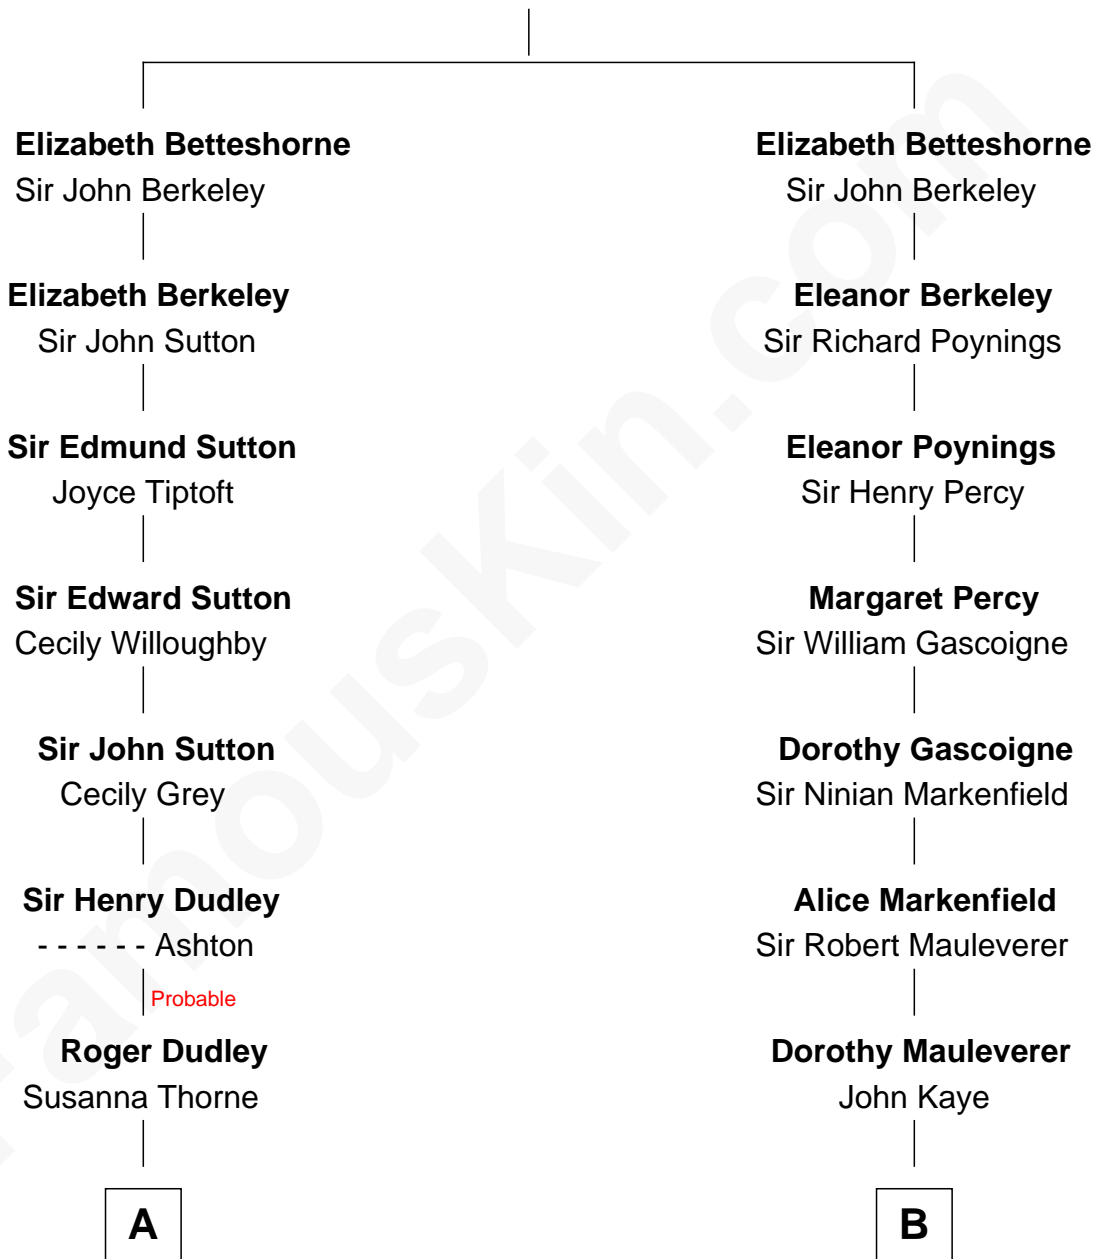 Elizabeth Betteshorne
Sir John Berkeley
Elizabeth Betteshorne
Sir John Berkeley
Elizabeth Berkeley
Sir John Sutton
Eleanor Berkeley
Sir Richard Poynings
Sir Edmund Sutton
Joyce Tiptoft
Eleanor Poynings
Sir Henry Percy
Sir Edward Sutton
Cecily Willoughby
Margaret Percy
Sir William Gascoigne
Sir John Sutton
Cecily Grey
Dorothy Gascoigne
Sir Ninian Markenfield
Sir Henry Dudley
- - - - - - Ashton
Probable
Alice Markenfield
Sir Robert Mauleverer
Roger Dudley
Susanna Thorne
Dorothy Mauleverer
John Kaye
A
B
FamousKin.com